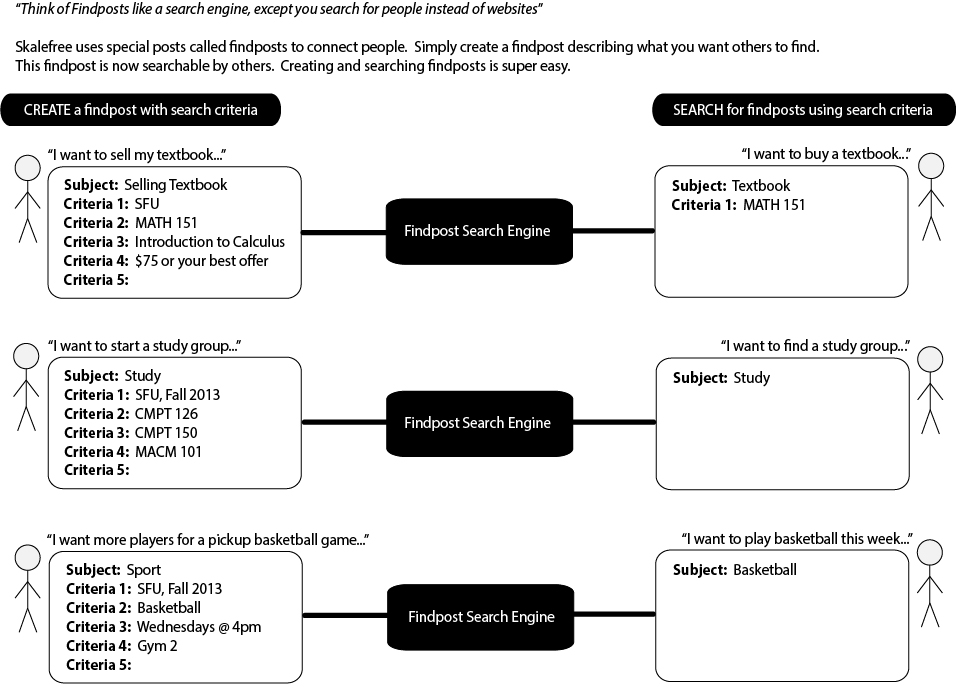 “Think of Findposts like a search engine, except you search for people instead of websites”
Skalefree uses special posts called findposts to connect people.  Simply create a findpost describing what you want others to find.
This findpost is now searchable by others.  Creating and searching findposts is super easy.
CREATE a findpost with search criteria
SEARCH for findposts using search criteria
“I want to sell my textbook...”
Subject: Selling Textbook
Criteria 1: SFU
Criteria 2: MATH 151
Criteria 3: Introduction to Calculus
Criteria 4: $75 or your best offer
Criteria 5:
Findpost Search Engine
“I want to buy a textbook...”
Subject: Textbook
Criteria 1: MATH 151
“I want to start a study group...”
Subject: Study
Criteria 1: SFU, Fall 2013
Criteria 2: CMPT 126
Criteria 3: CMPT 150
Criteria 4: MACM 101
Criteria 5:
Findpost Search Engine
“I want to find a study group...”
Subject: Study
“I want more players for a pickup basketball game...”
Subject: Sport
Criteria 1: SFU, Fall 2013
Criteria 2: Basketball
Criteria 3: Wednesdays @ 4pm
Criteria 4: Gym 2
Criteria 5:
Findpost Search Engine
“I want to play basketball this week...”
Subject: Basketball